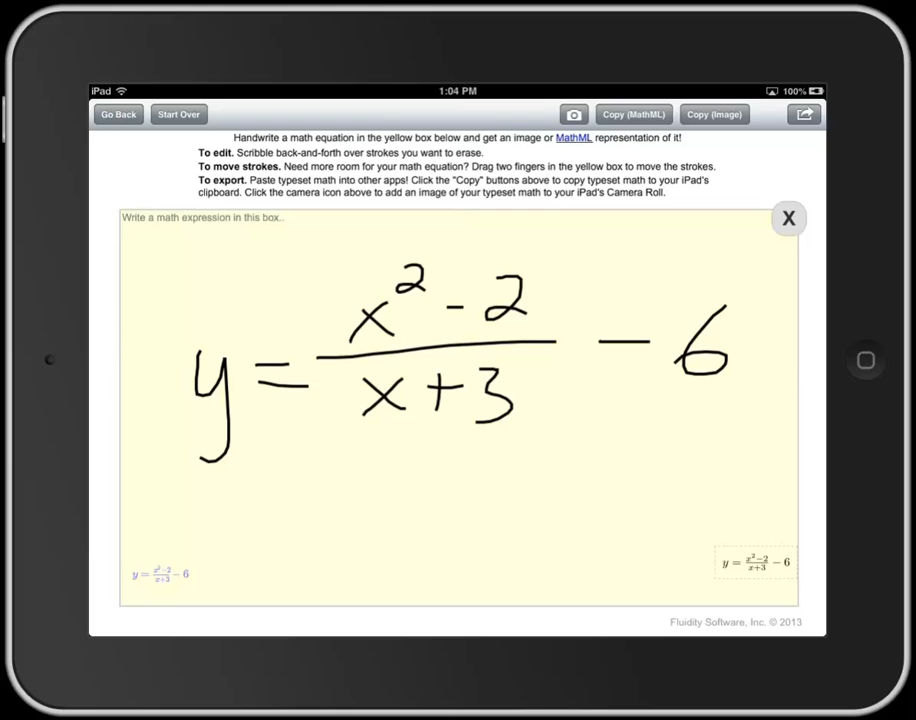 iPad 1:04 PM 100%
Go Back Start Over Copy (MathML) Copy (Image)
Handwrite a math equation in the yellow box below and get an image or MathML representation of it!
To edit. Scribble back-and-forth over strokes you want to erase.
To move strokes. Need more room for your math equation? Drag two fingers in the yellow box to move the strokes.
To export. Paste typeset math into other apps! Click the "Copy" buttons above to copy typeset math to your iPad's
clipboard. Click the camera icon above to add an image of your typeset math to your iPad's Camera Roll.
Write a math expression in this box..
X
y = (x² - 2)/(x + 3) - 6
y = (x²-2)/(x+3) - 6
y = (x²-2)/(x+3) - 6
Fluidity Software, Inc. © 2013